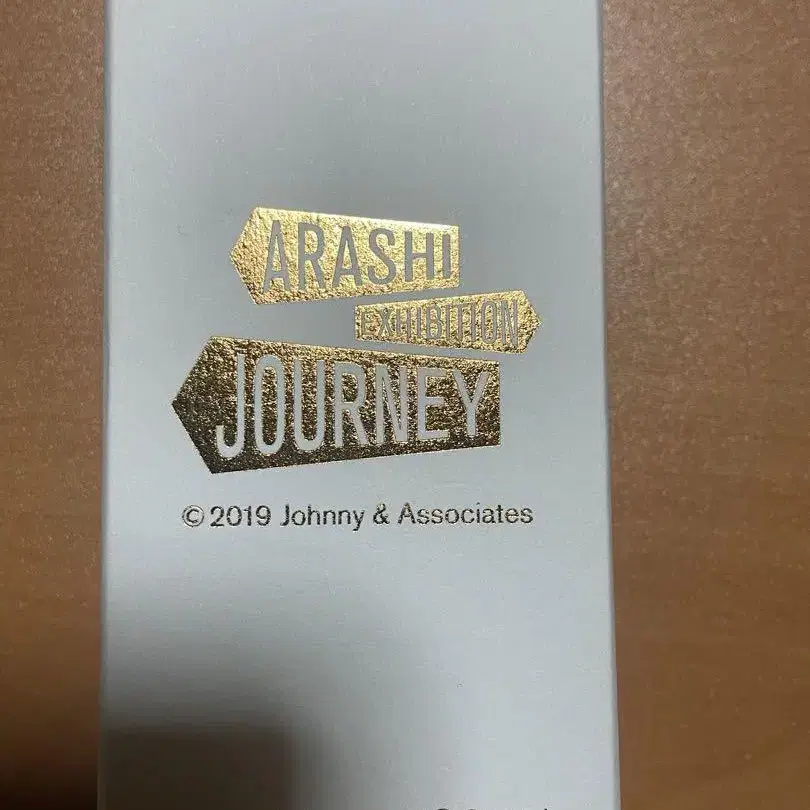 ARASHI
EXHIBITION
JOURNEY
© 2019 Johnny & Associates